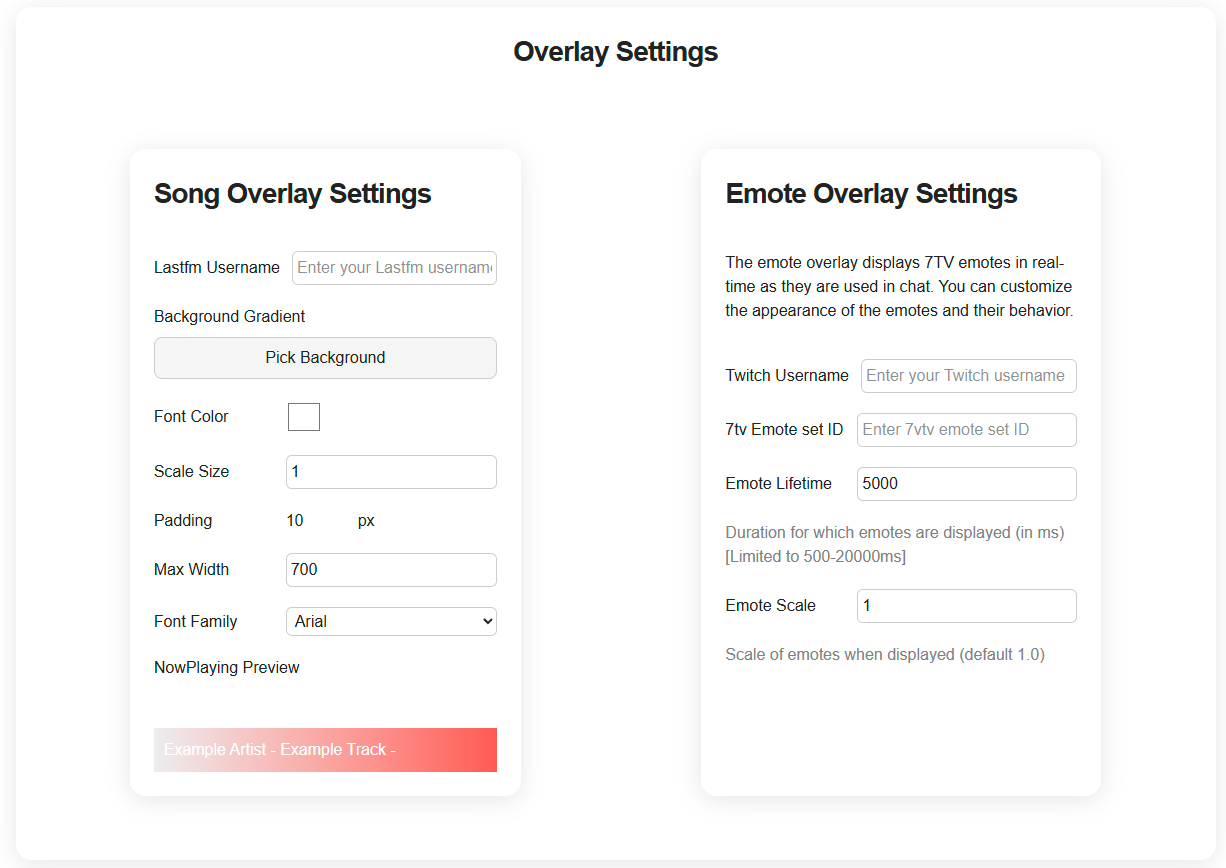 Overlay Settings
Song Overlay Settings
Lastfm Username Enter your Lastfm username
Background Gradient
Pick Background
Font Color
Scale Size 1
Padding 10 px
Max Width 700
Font Family Arial
NowPlaying Preview
Example Artist - Example Track -
Emote Overlay Settings
The emote overlay displays 7TV emotes in real-
time as they are used in chat. You can customize
the appearance of the emotes and their behavior.
Twitch Username Enter your Twitch username
7tv Emote set ID Enter 7vtv emote set ID
Emote Lifetime 5000
Duration for which emotes are displayed (in ms)
[Limited to 500-20000ms]
Emote Scale 1
Scale of emotes when displayed (default 1.0)